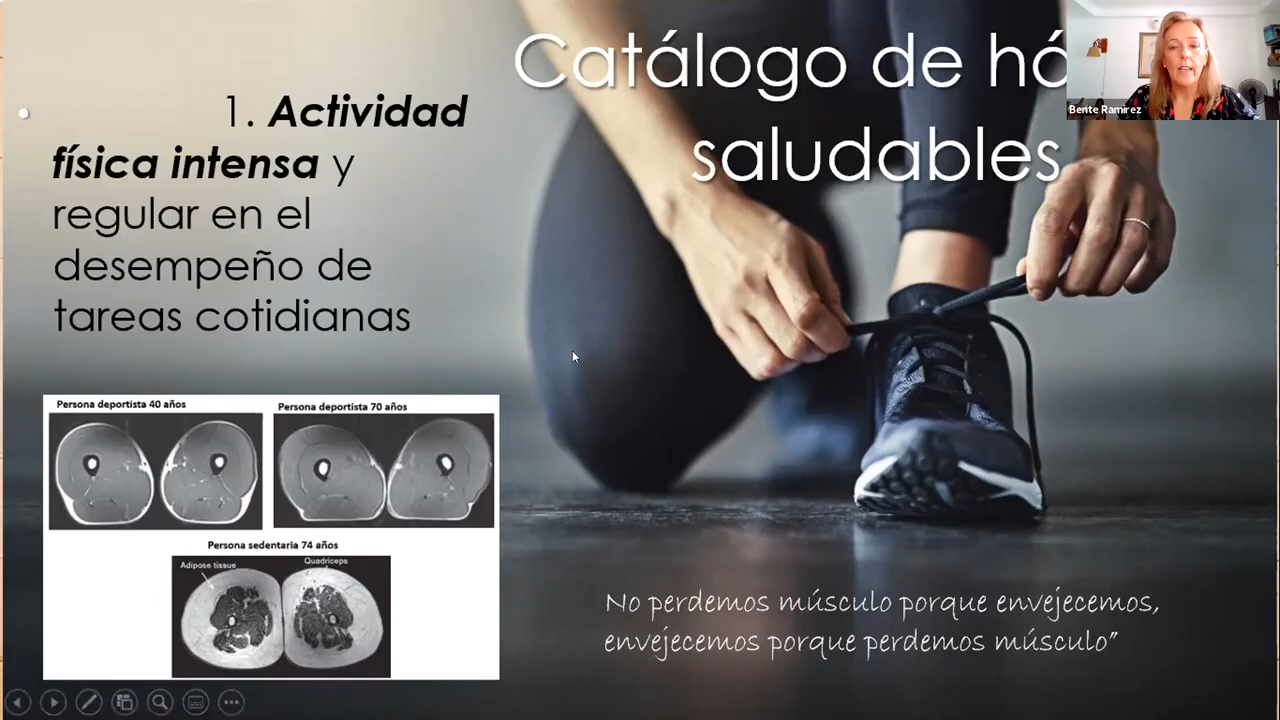 Catálogo de há
saludables
Bente Ramirez
1. Actividad
física intensa y
regular en el
desempeño de
tareas cotidianas
Persona deportista 40 años
Persona deportista 70 años
Persona sedentaria 74 años
Adipose tissue
Quadriceps
No perdemos músculo porque envejecemos,
envejecemos porque perdemos músculo”